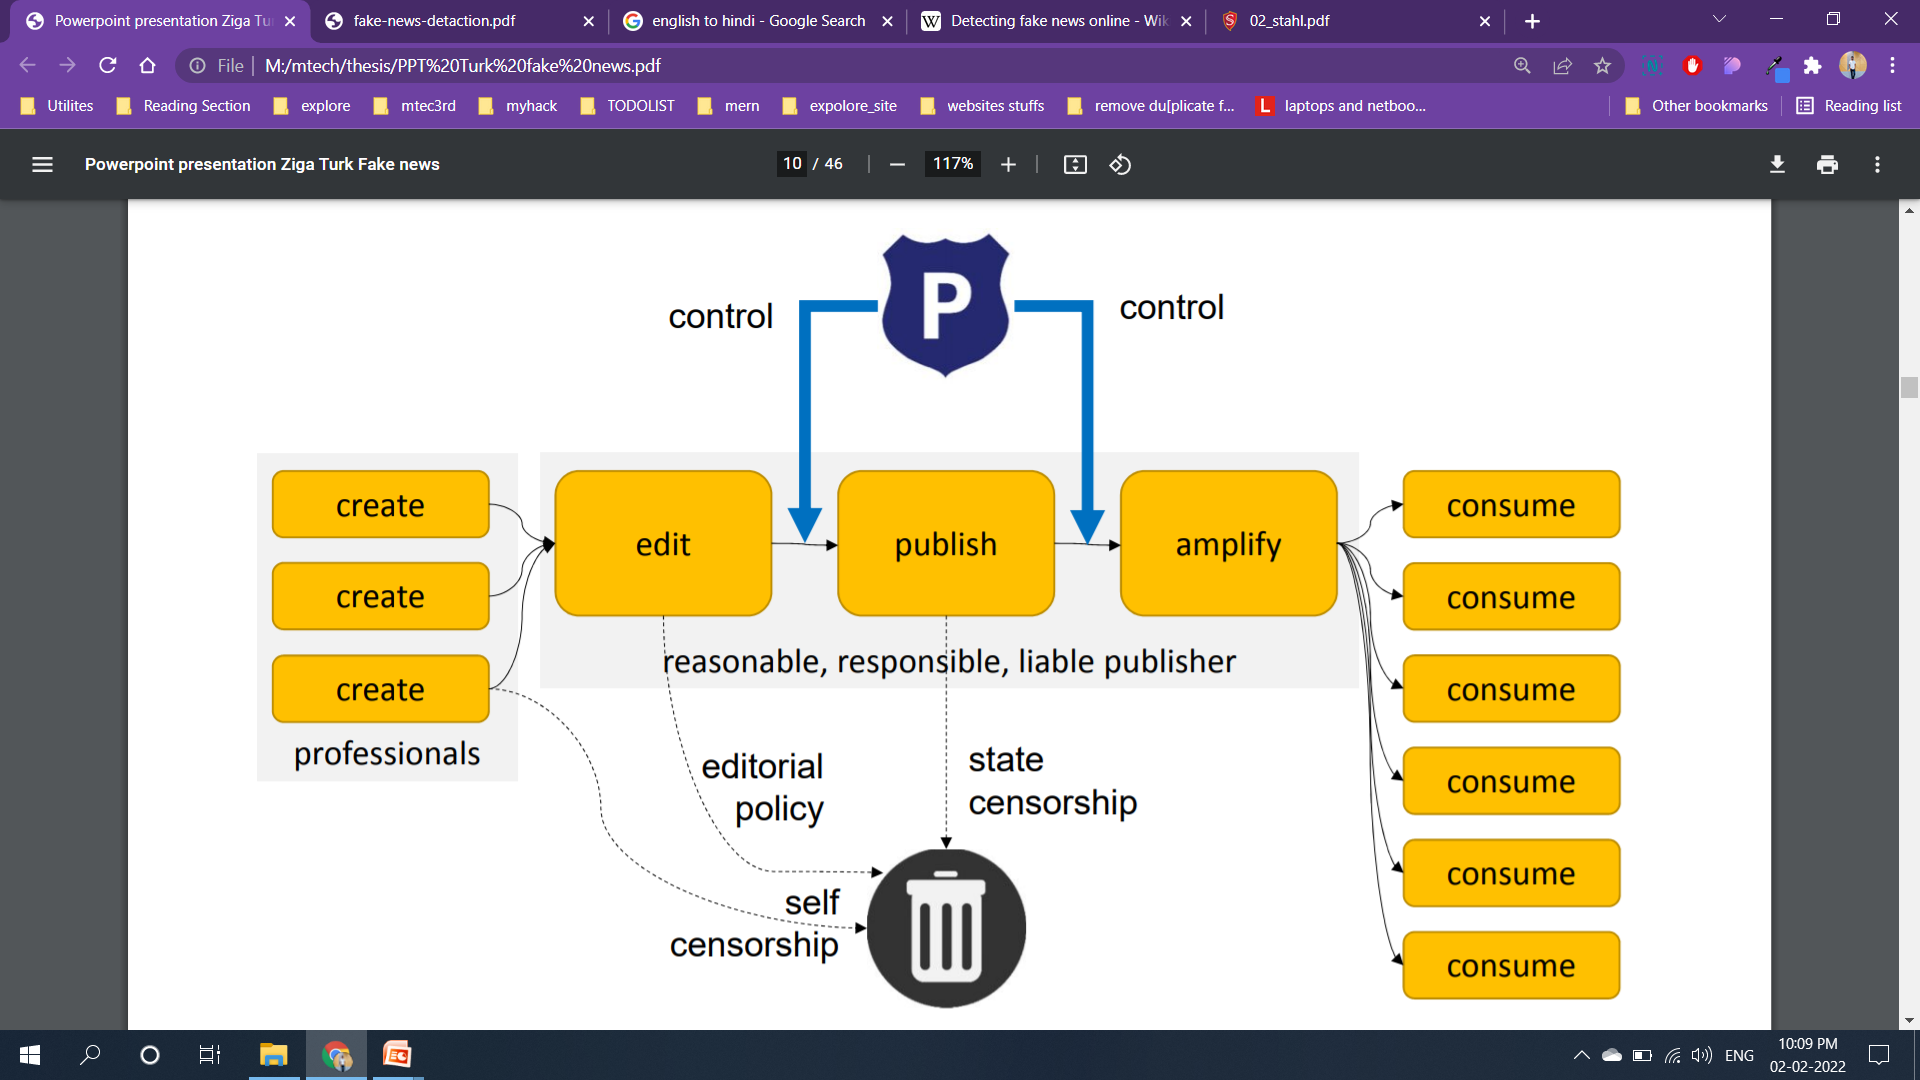 Powerpoint presentation Ziga Tu
fake-news-detaction.pdf
english to hindi - Google Search
Detecting fake news online - Wik
02_stahl.pdf
File
M:/mtech/thesis/PPT%20Turk%20fake%20news.pdf
Utilites
Reading Section
explore
mtec3rd
myhack
TODOLIST
mern
expolore_site
websites stuffs
remove du[plicate f...
L
laptops and netboo...
Other bookmarks
Reading list
Powerpoint presentation Ziga Turk Fake news
10 / 46
117%
P
control
control
create
create
create
professionals
edit
publish
amplify
reasonable, responsible, liable publisher
consume
consume
consume
consume
consume
consume
editorial
policy
state
censorship
self
censorship
ENG
10:09 PM
02-02-2022